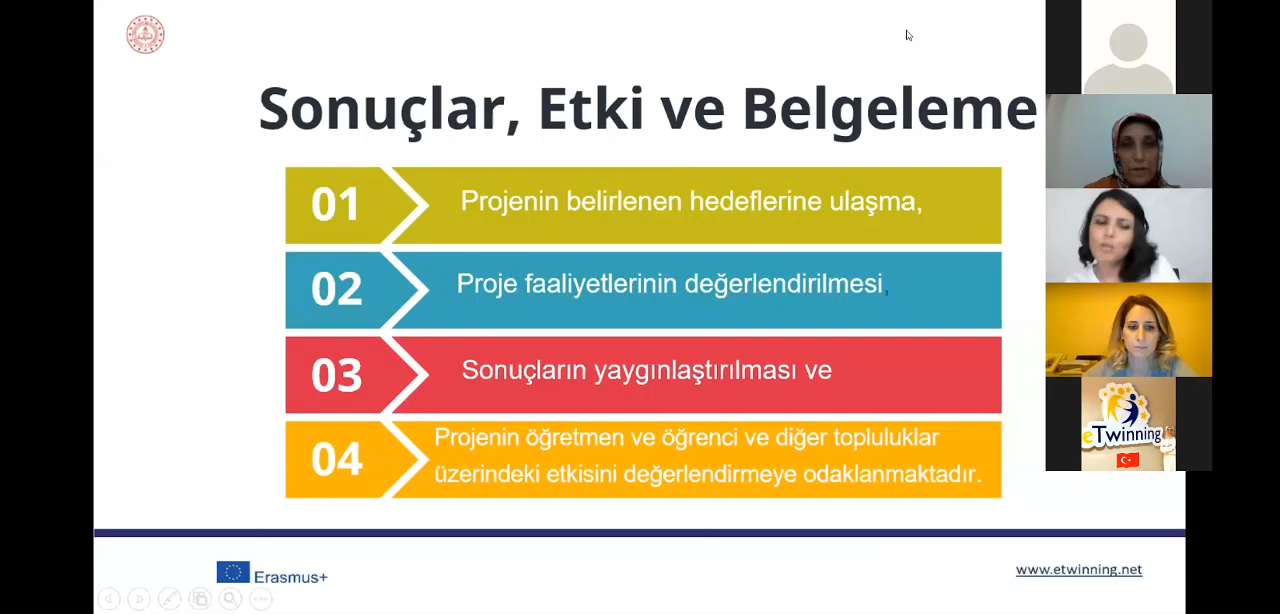 Sonuçlar, Etki ve Belgeleme
01
Projenin belirlenen hedeflerine ulaşma,
02
Proje faaliyetlerinin değerlendirilmesi,
03
Sonuçların yaygınlaştırılması ve
04
Projenin öğretmen ve öğrenci ve diğer topluluklar
üzerindeki etkisini değerlendirmeye odaklanmaktadır.
eTwinning
Erasmus+
www.etwinning.net